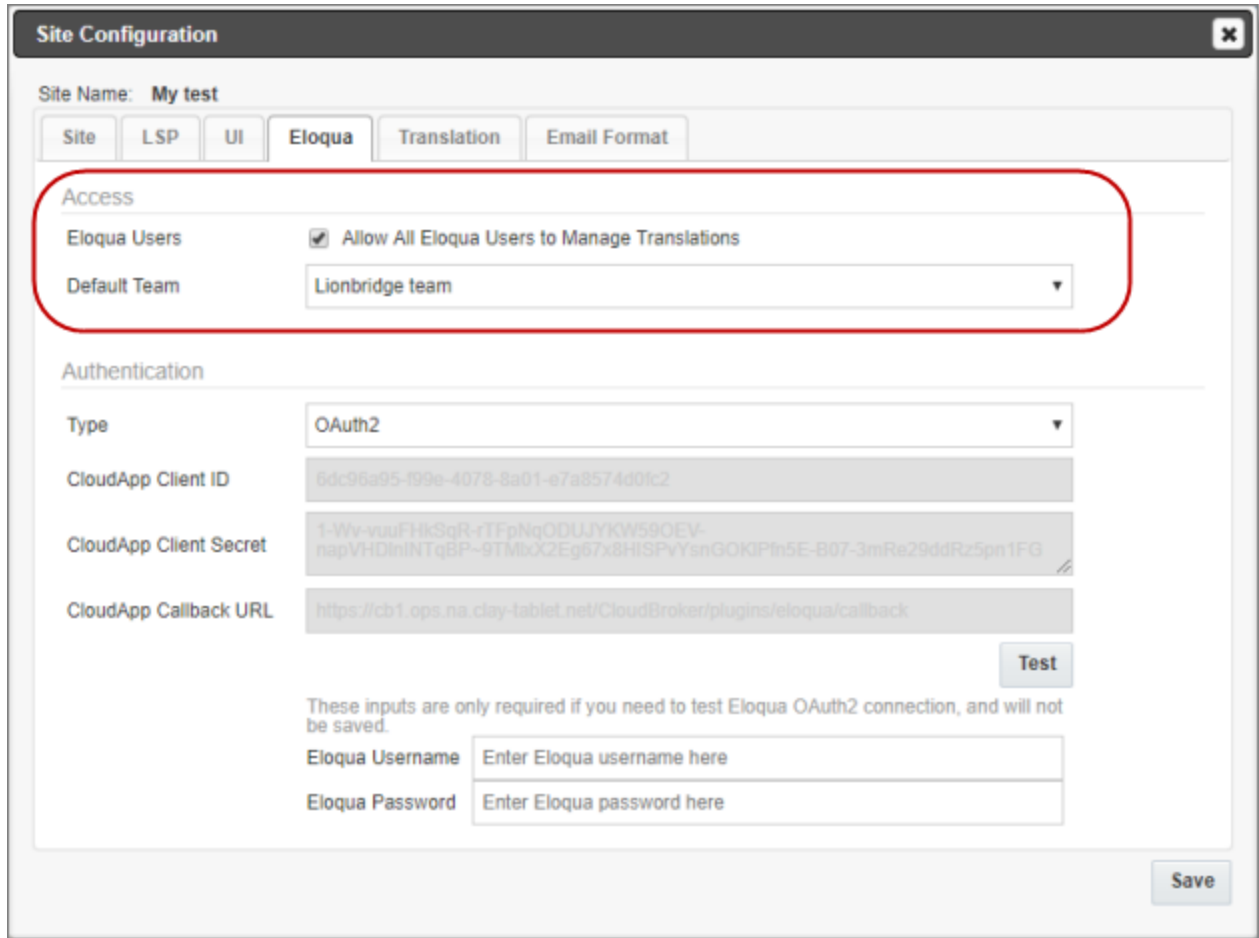 Site Configuration
Site Name: My test
Site LSP UI Eloqua Translation Email Format
Access
Eloqua Users Allow All Eloqua Users to Manage Translations
Default Team Lionbridge team
Authentication
Type OAuth2
CloudApp Client ID 6dc96a95-f99e-4078-8a01-e7a8574d0fc2
CloudApp Client Secret
CloudApp Callback URL https://cb1.ops.na.clay-tablet.net/CloudBroker/plugins/eloqua/callback
Test
These inputs are only required if you need to test Eloqua OAuth2 connection, and will not
be saved.
Eloqua Username Enter Eloqua username here
Eloqua Password Enter Eloqua password here
Save